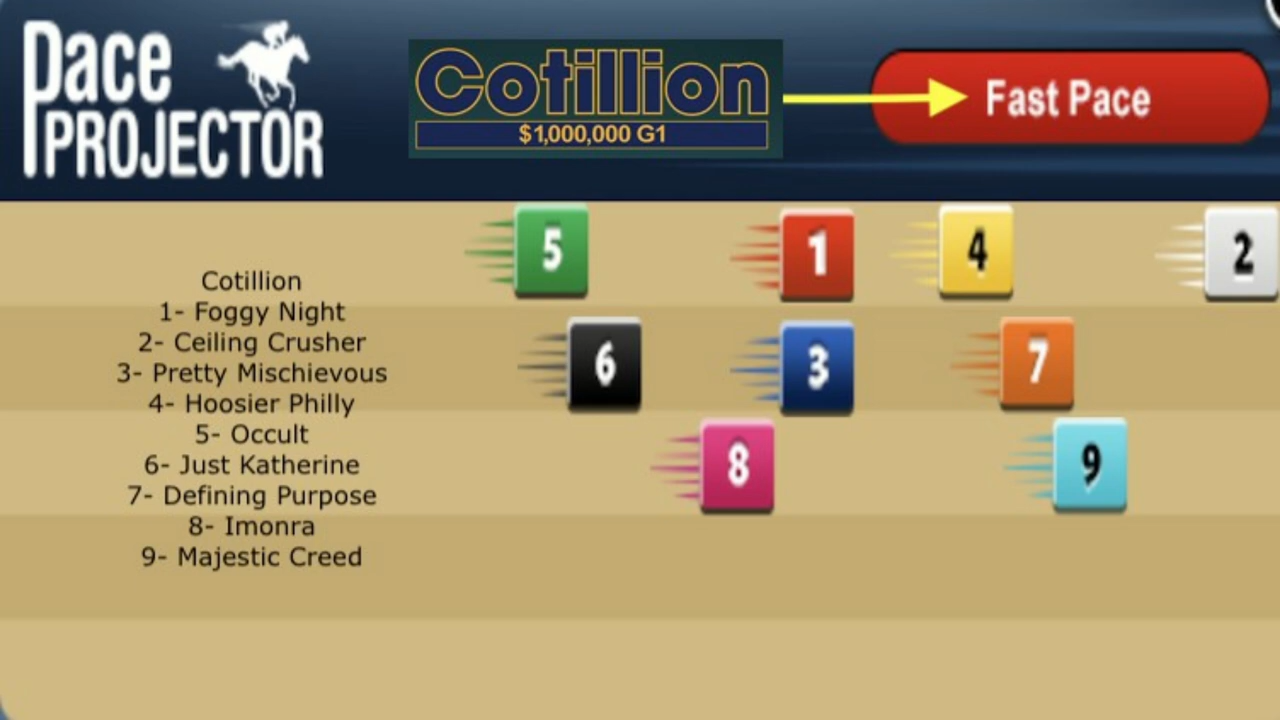 Pace
PROJECTOR
Cotillion
$1,000,000 G1
Fast Pace
5
1
4
2
6
3
7
8
9
Cotillion
1- Foggy Night
2- Ceiling Crusher
3- Pretty Mischievous
4- Hoosier Philly
5- Occult
6- Just Katherine
7- Defining Purpose
8- Imonra
9- Majestic Creed